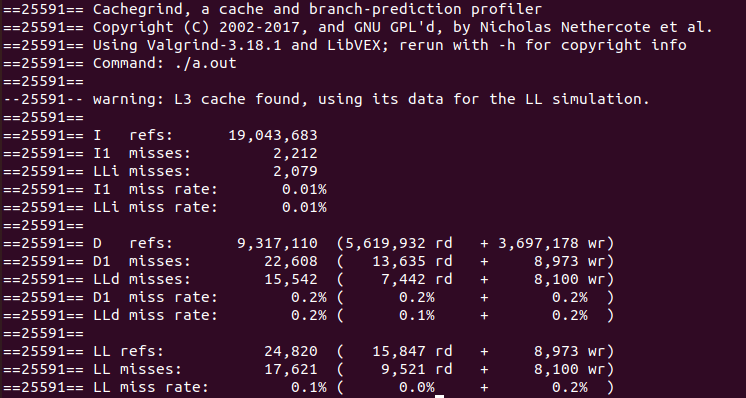 ==25591== Cachegrind, a cache and branch-prediction profiler
==25591== Copyright (C) 2002-2017, and GNU GPL'd, by Nicholas Nethercote et al.
==25591== Using Valgrind-3.18.1 and LibVEX; rerun with -h for copyright info
==25591== Command: ./a.out
==25591==
--25591-- warning: L3 cache found, using its data for the LL simulation.
==25591==
==25591== I   refs:      19,043,683
==25591== I1  misses:         2,212
==25591== LLi misses:         2,079
==25591== I1  miss rate:       0.01%
==25591== LLi miss rate:       0.01%
==25591==
==25591== D   refs:       9,317,110  (5,619,932 rd   + 3,697,178 wr)
==25591== D1  misses:        22,608  (   13,635 rd   +     8,973 wr)
==25591== LLd misses:        15,542  (    7,442 rd   +     8,100 wr)
==25591== D1  miss rate:        0.2% (      0.2%     +       0.2%  )
==25591== LLd miss rate:        0.2% (      0.1%     +       0.2%  )
==25591==
==25591== LL refs:           24,820  (   15,847 rd   +     8,973 wr)
==25591== LL misses:         17,621  (    9,521 rd   +     8,100 wr)
==25591== LL miss rate:         0.1% (      0.0%     +       0.2%  )